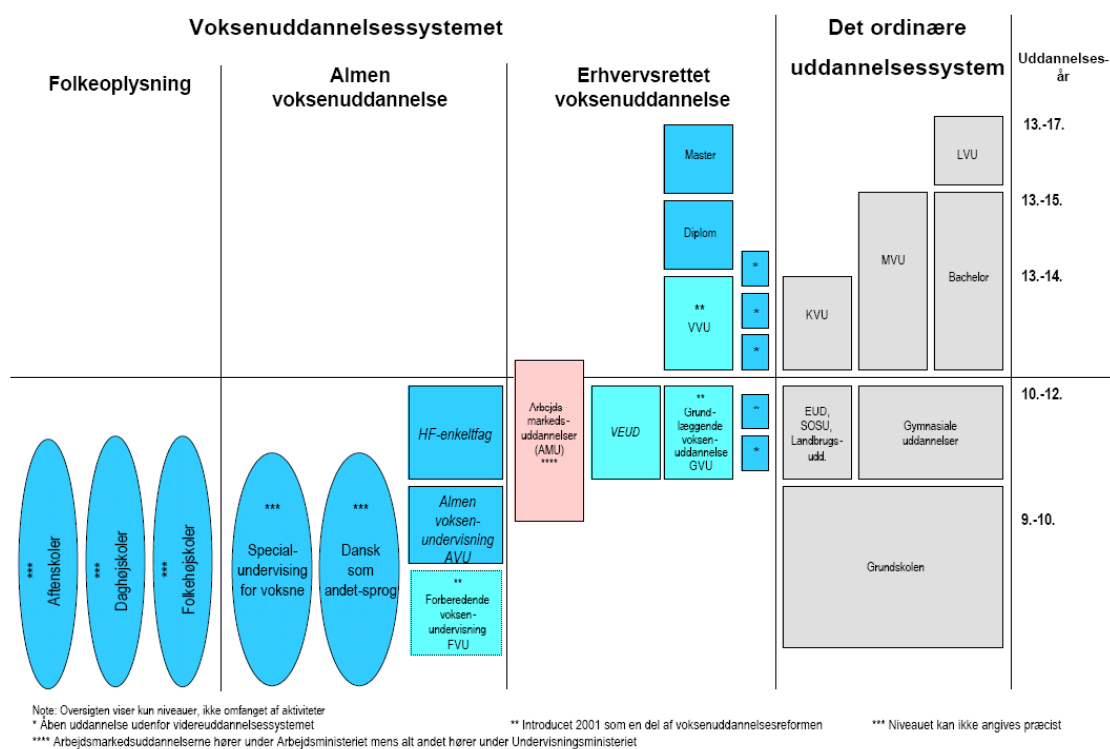 Voksenuddannelsessystemet
Det ordinære
uddannelsessystem
Uddannelses-
år
Folkeoplysning
Almen
voksenuddannelse
Erhvervsrettet
voksenuddannelse
13.-17.
Master
LVU
13.-15.
Diplom
MVU
*
13.-14.
Bachelor
**
VVU
*
KVU
*
10.-12.
HF-enkeltfag
Arbejds
markeds-
uddannelser
(AMU)
****
VEUD
**
Grund-
læggende
voksen-
uddannelse
GVU
*
*
EUD,
SOSU,
Landbrugs-
udd.
Gymnasiale
uddannelser
9.-10.
*** Aftenskoler
*** Daghøjskoler
*** Folkehøjskoler
***
Special-
undervisning
for voksne
***
Dansk
som
andet-sprog
Almen
voksen-
undervisning
AVU
**
Forberedende
voksen-
undervisning
FVU
Grundskolen
Note: Oversigten viser kun niveauer, ikke omfanget af aktiviteter
* Åben uddannelse udenfor videreuddannelsessystemet
** Introducet 2001 som en del af voksenuddannelsesreformen
*** Niveauet kan ikke angives præcist
**** Arbejdsmarkedsuddannelserne hører under Arbejdsministeriet mens alt andet hører under Undervisningsministeriet